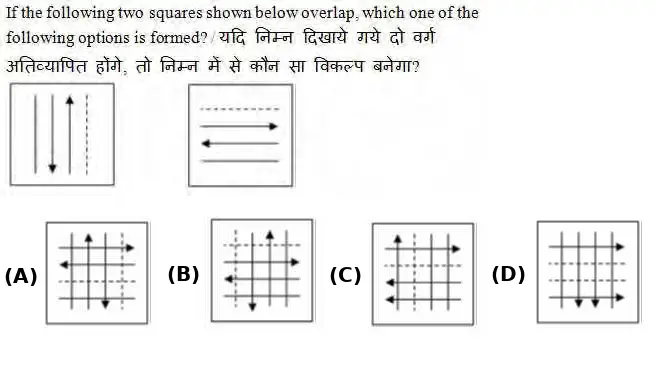 If the following two squares shown below overlap, which one of the
following options is formed? / यदि निम्न दिखाये गये दो वर्ग
अतिव्यापित होंगे, तो निम्न में से कौन सा विकल्प बनेगा?
(A) (B) (C) (D)